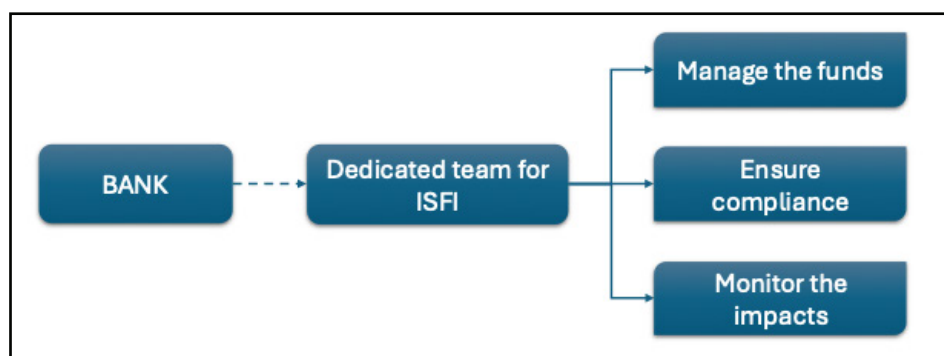 BANK
Dedicated team for
ISFI
Manage the funds
Ensure
compliance
Monitor the
impacts